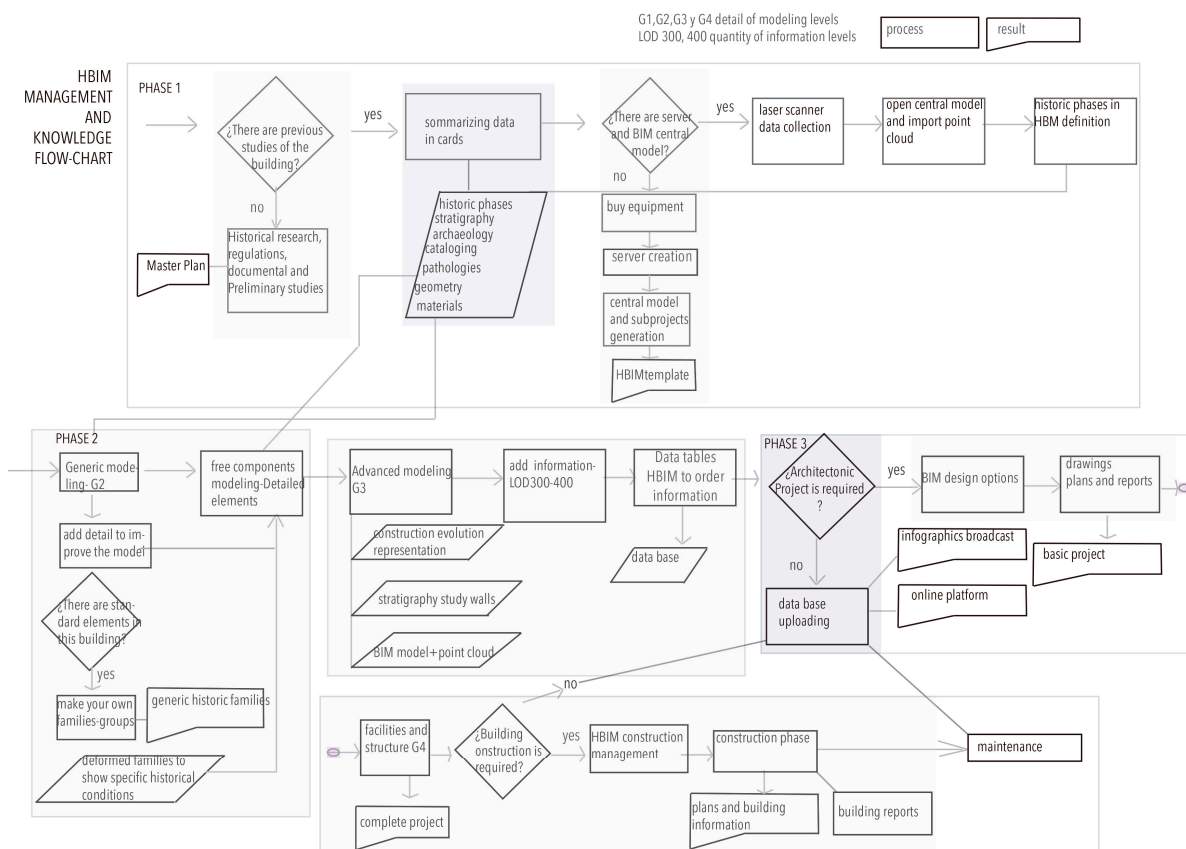 G1,G2,G3 y G4 detail of modeling levels
LOD 300, 400 quantity of information levels
process
result
HBIM
MANAGEMENT
AND
KNOWLEDGE
FLOW-CHART
PHASE 1
¿There are previous
studies of the
building?
yes
no
Historical research,
regulations,
documental and
Preliminary studies
Master Plan
sommarizing data
in cards
historic phases
stratigraphy
archaeology
cataloging
pathologies
geometry
materials
¿There are server
and BIM central
model?
yes
no
buy equipment
server creation
central model
and subprojects
generation
HBIMtemplate
laser scanner
data collection
open central model
and import point
cloud
historic phases in
HBM definition
PHASE 2
Generic mode-
ling- G2
add detail to im-
prove the model
¿There are stan-
dard elements in
this building?
yes
make your own
families-groups
generic historic families
deformed families to
show specific historical
conditions
free components
modeling-Detailed
elements
Advanced modeling
G3
construction evolution
representation
stratigraphy study walls
BIM model+point cloud
add information-
LOD300-400
Data tables
HBIM to order
information
data base
PHASE 3
¿Architectonic
Project is required
?
yes
no
BIM design options
drawings
plans and reports
basic project
data base
uploading
infographics broadcast
online platform
facilities and
structure G4
complete project
¿Building
onstruction is
required?
no
yes
HBIM construction
management
construction phase
plans and building
information
building reports
maintenance